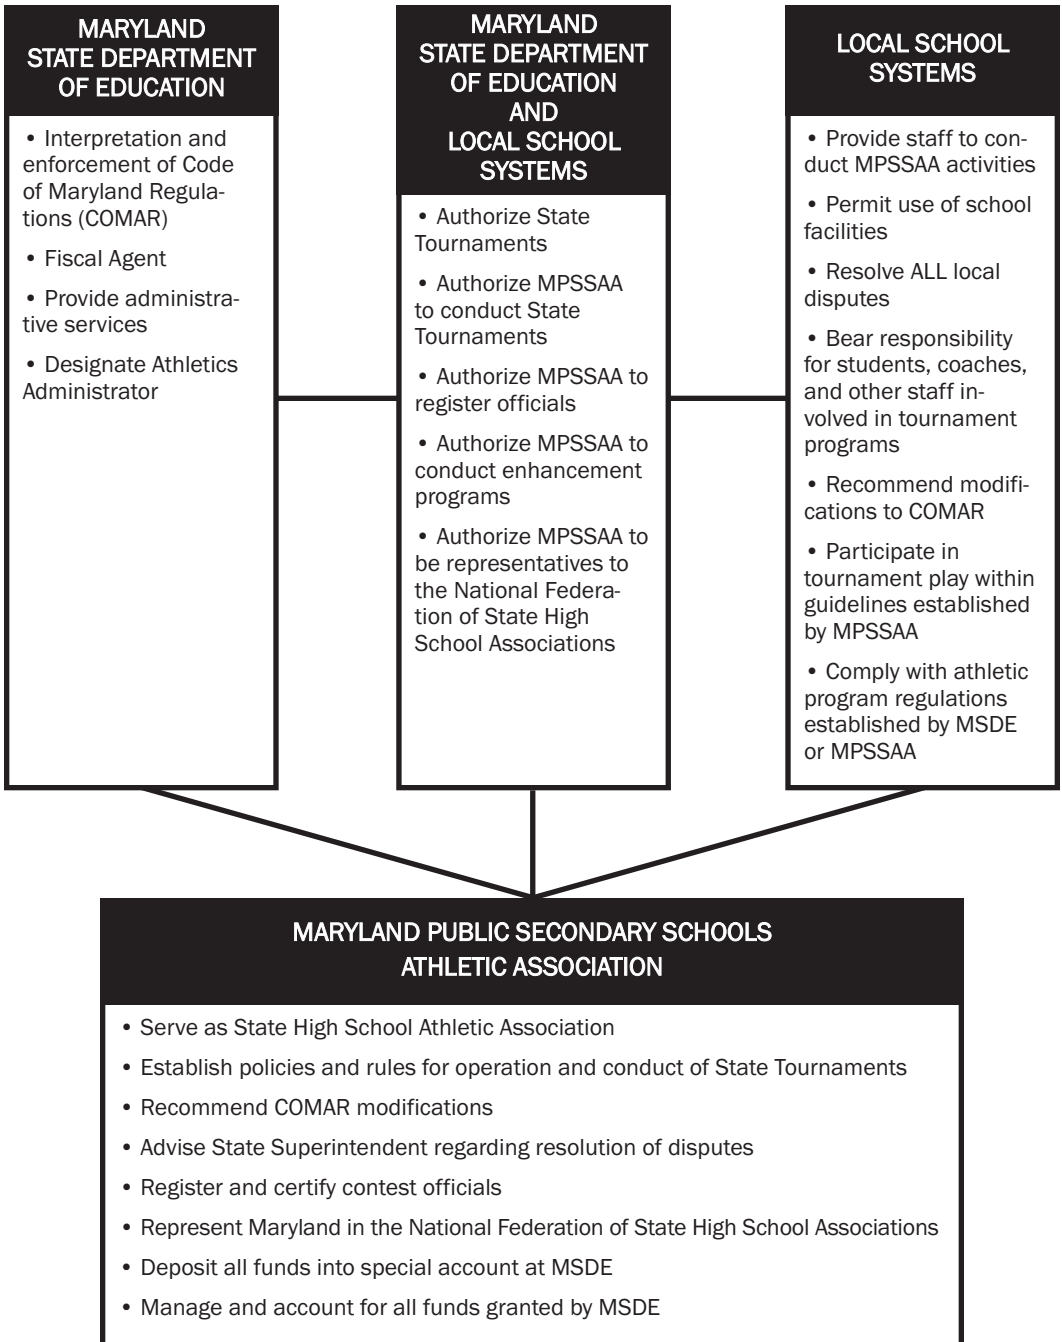 MARYLAND
STATE DEPARTMENT
OF EDUCATION
• Interpretation and
enforcement of Code
of Maryland Regula-
tions (COMAR)
• Fiscal Agent
• Provide administra-
tive services
• Designate Athletics
Administrator
MARYLAND
STATE DEPARTMENT
OF EDUCATION
AND
LOCAL SCHOOL
SYSTEMS
• Authorize State
Tournaments
• Authorize MPSSAA
to conduct State
Tournaments
• Authorize MPSSAA to
register officials
• Authorize MPSSAA to
conduct enhancement
programs
• Authorize MPSSAA to
be representatives to
the National Federa-
tion of State High
School Associations
LOCAL SCHOOL
SYSTEMS
• Provide staff to con-
duct MPSSAA activities
• Permit use of school
facilities
• Resolve ALL local
disputes
• Bear responsibility
for students, coaches,
and other staff in-
volved in tournament
programs
• Recommend modifi-
cations to COMAR
• Participate in
tournament play within
guidelines established
by MPSSAA
• Comply with athletic
program regulations
established by MSDE
or MPSSAA
MARYLAND PUBLIC SECONDARY SCHOOLS
ATHLETIC ASSOCIATION
• Serve as State High School Athletic Association
• Establish policies and rules for operation and conduct of State Tournaments
• Recommend COMAR modifications
• Advise State Superintendent regarding resolution of disputes
• Register and certify contest officials
• Represent Maryland in the National Federation of State High School Associations
• Deposit all funds into special account at MSDE
• Manage and account for all funds granted by MSDE